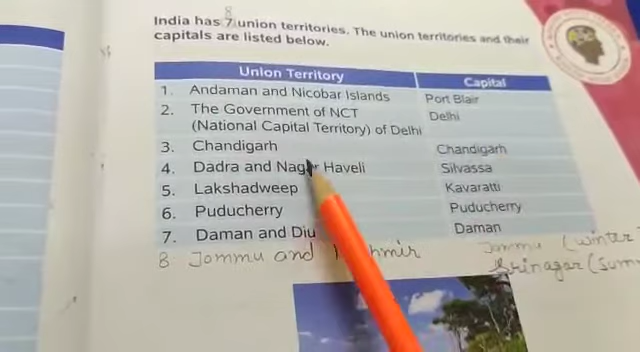 8
India has 7 union territories. The union territories and their
capitals are listed below.
Union Territory Capital
1. Andaman and Nicobar Islands Port Blair
2. The Government of NCT Delhi
(National Capital Territory) of Delhi
3. Chandigarh Chandigarh
4. Dadra and Nagar Haveli Silvassa
5. Lakshadweep Kavaratti
6. Puducherry Puducherry
7. Daman and Diu Daman
8 Jammu and Jammu (winter
Srinagar (Sum